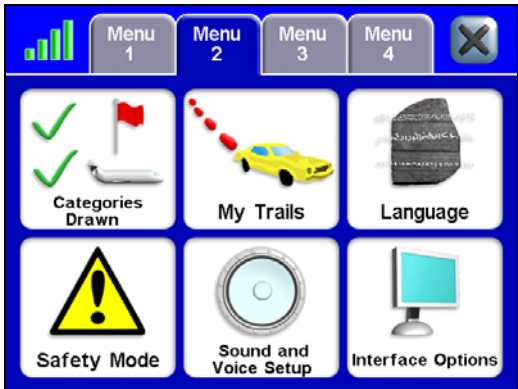 Menu
1
Menu
2
Menu
3
Menu
4
Categories
Drawn
My Trails
Language
Safety Mode
Sound and
Voice Setup
Interface Options